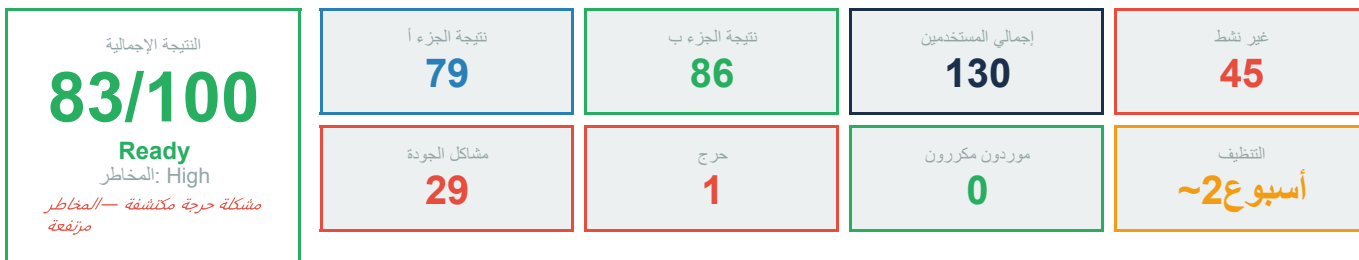 النتيجة الإجمالية
83/100
Ready
المخاطر: High
مشكلة حرجة مكتشفة — المخاطر
مرتفعة
نتيجة الجزء أ
79
نتيجة الجزء ب
86
إجمالي المستخدمين
130
غير نشط
45
مشاكل الجودة
29
حرج
1
موردون مكررون
0
التنظيف
~2أسبوع